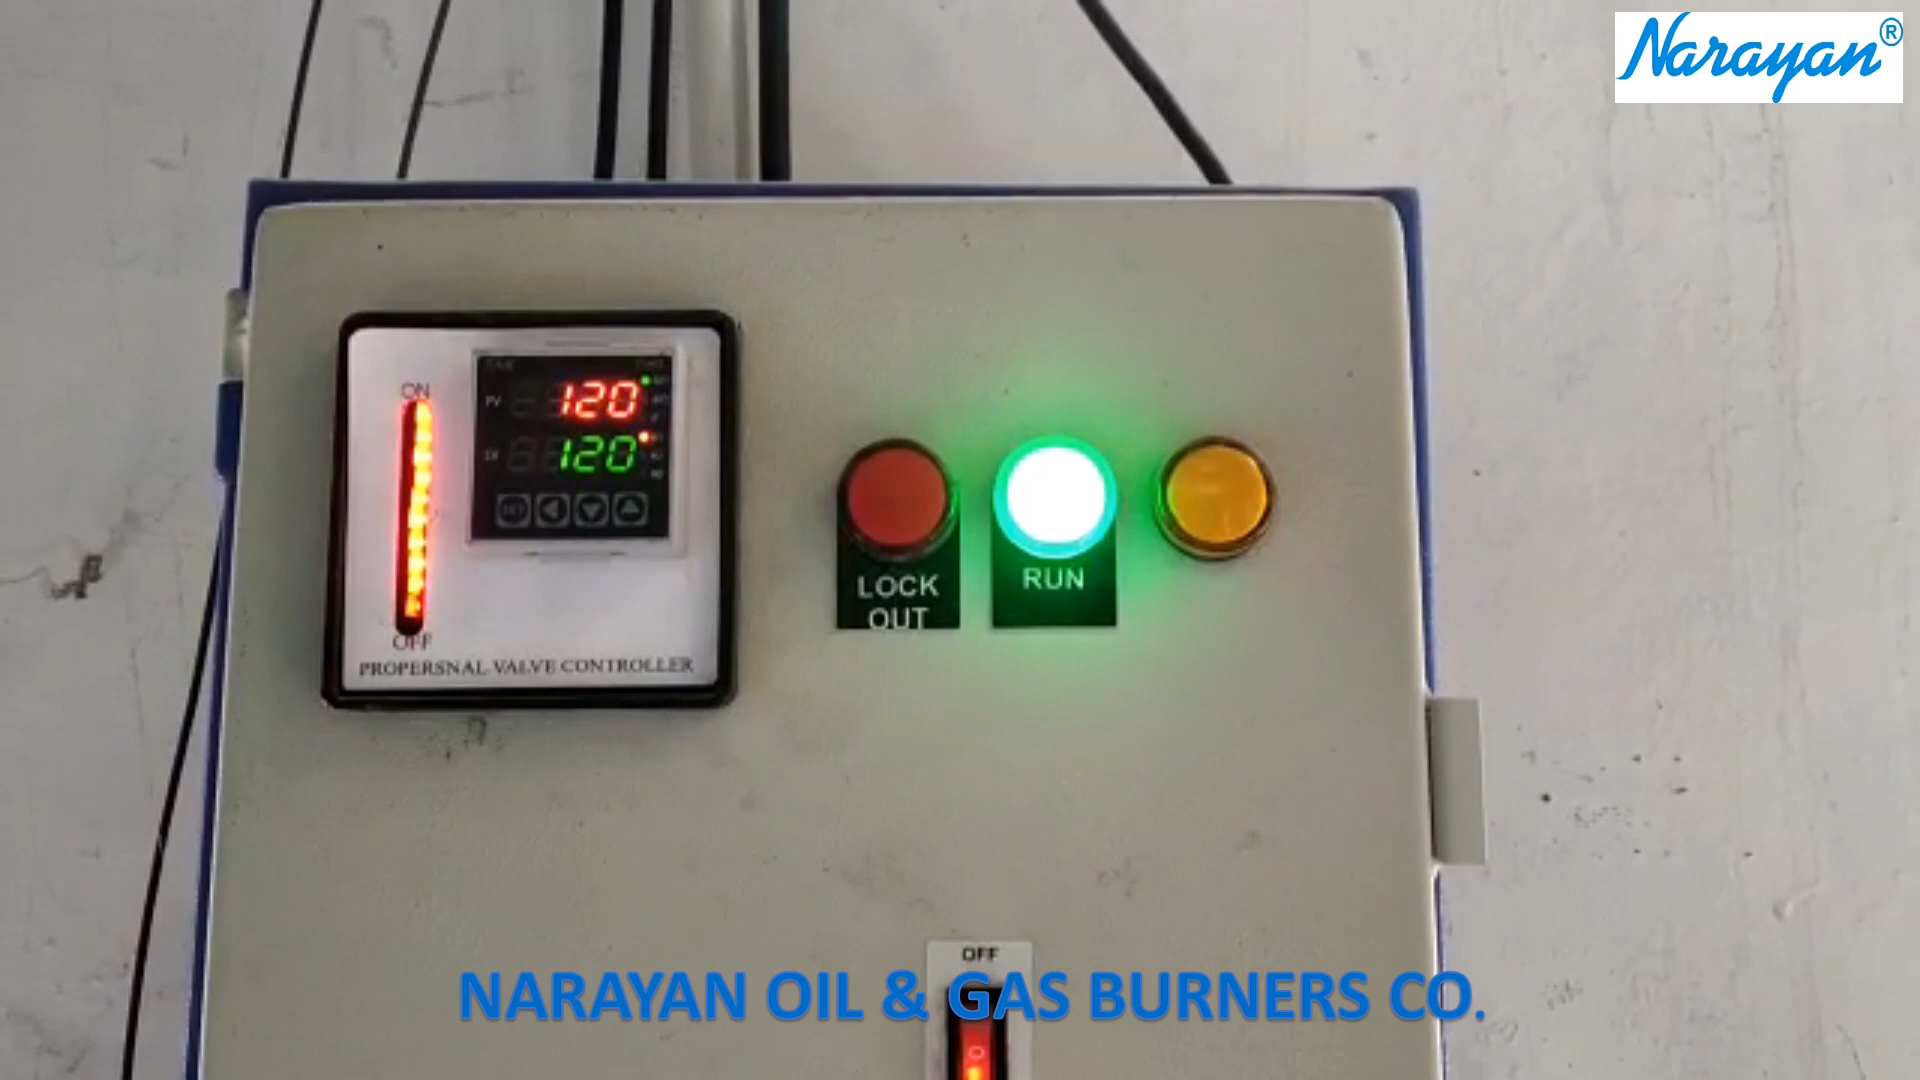 Narayan®
ON
PV 120
SV 120
SET
OFF
PROPERSNAL VALVE CONTROLLER
LOCK
OUT
RUN
OFF
NARAYAN OIL & GAS BURNERS CO.